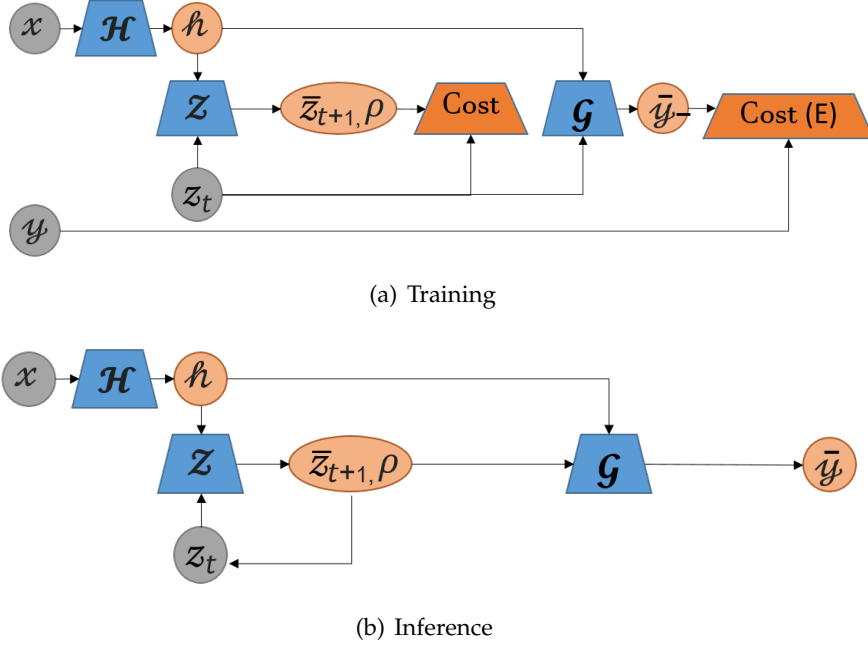 x H h
Z z̄t+1, ρ Cost G ȳ Cost (E)
zt
y
(a) Training
x H h
Z z̄t+1, ρ G ȳ
zt
(b) Inference